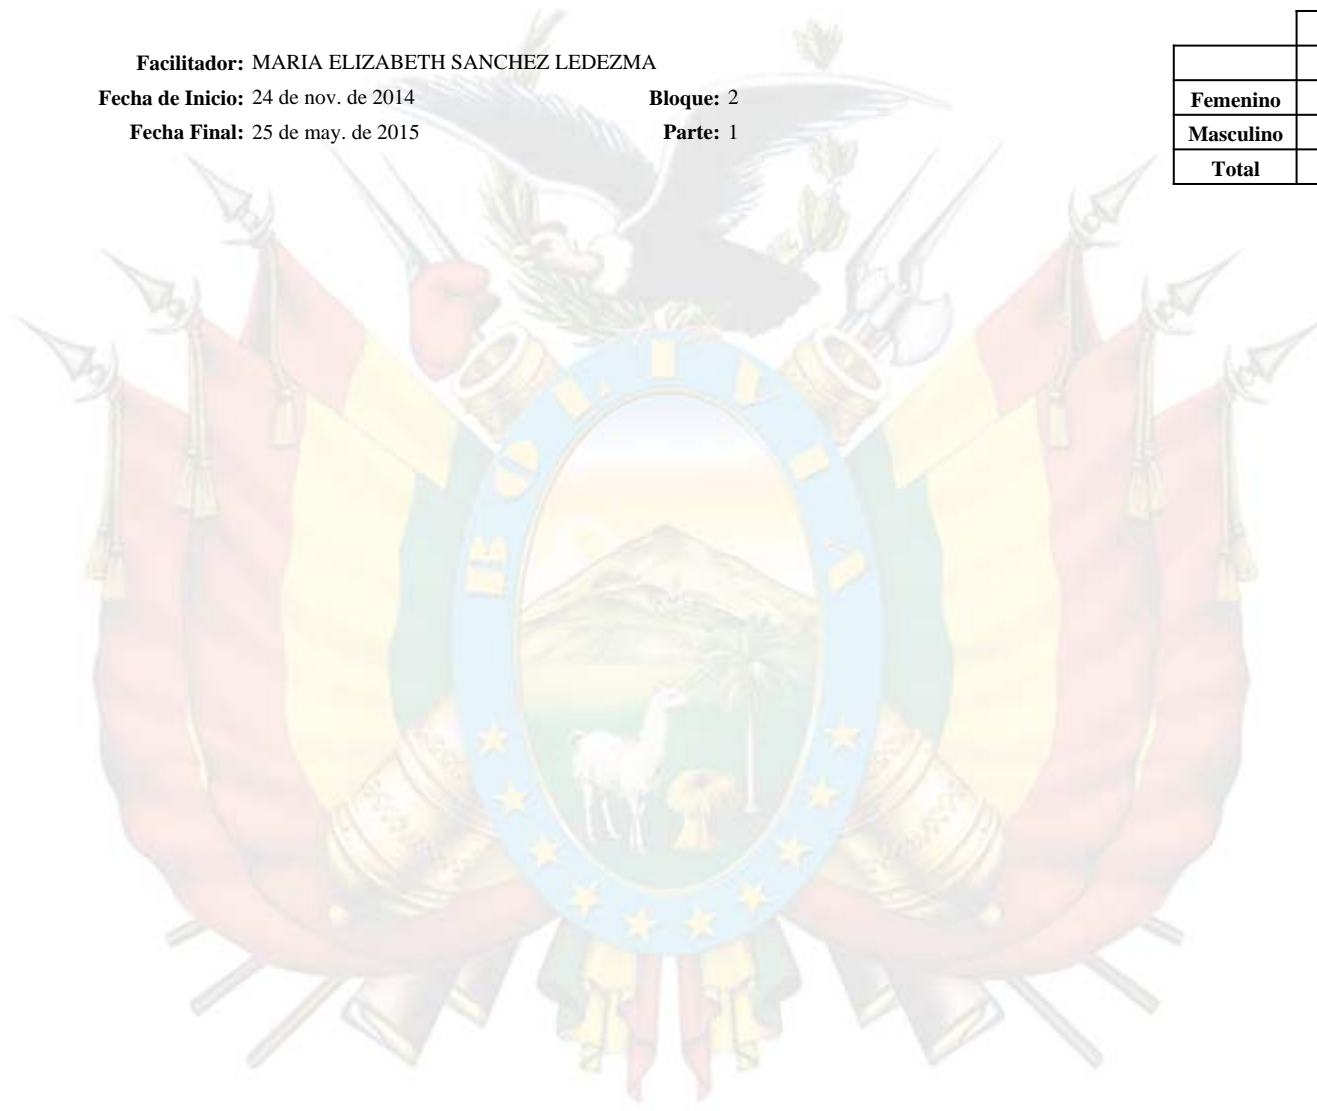 Facilitador: MARIA ELIZABETH SANCHEZ LEDEZMA
Fecha de Inicio: 24 de nov. de 2014 Bloque: 2
Fecha Final: 25 de may. de 2015 Parte: 1
Femenino
Masculino
Total
BOLIVIA